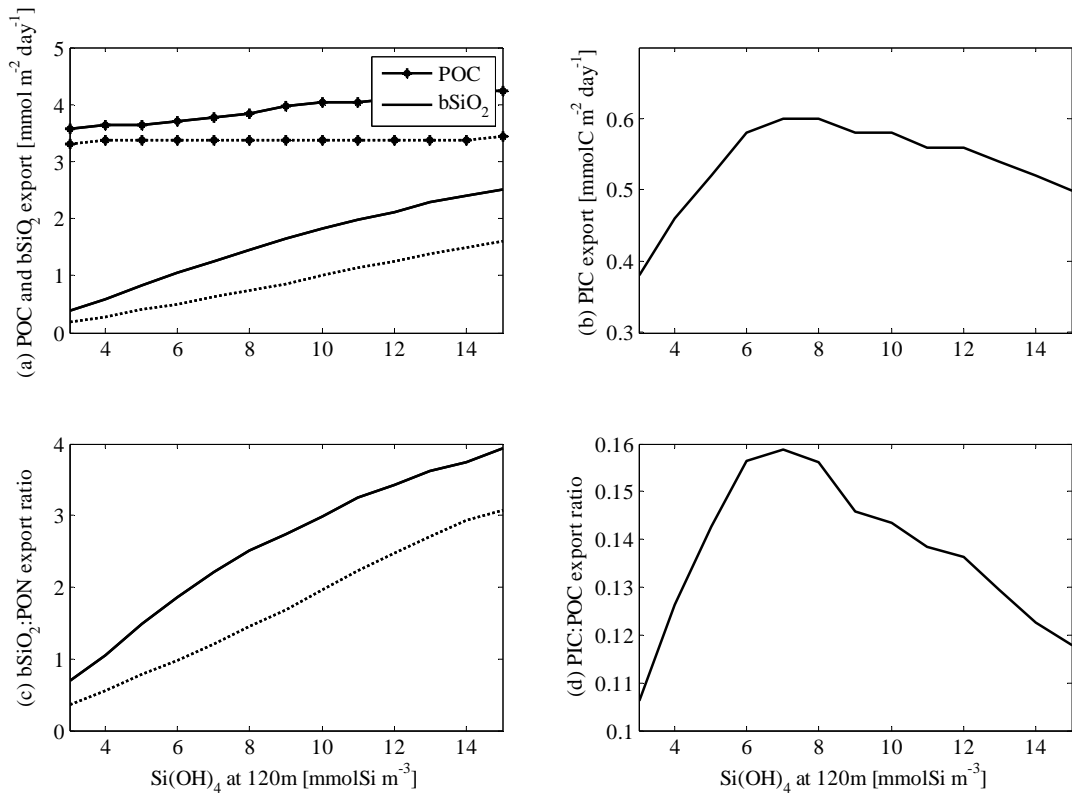 (a) POC and bSiO2 export [mmol m-2 day-1]
5
4
3
2
1
0
POC
bSiO2
4 6 8 10 12 14
(b) PIC export [mmolC m-2 day-1]
0.6
0.5
0.4
0.3
4 6 8 10 12 14
(c) bSiO2:PON export ratio
4
3
2
1
0
4 6 8 10 12 14
Si(OH)4 at 120m [mmolSi m-3]
(d) PIC:POC export ratio
0.16
0.15
0.14
0.13
0.12
0.11
0.1
4 6 8 10 12 14
Si(OH)4 at 120m [mmolSi m-3]